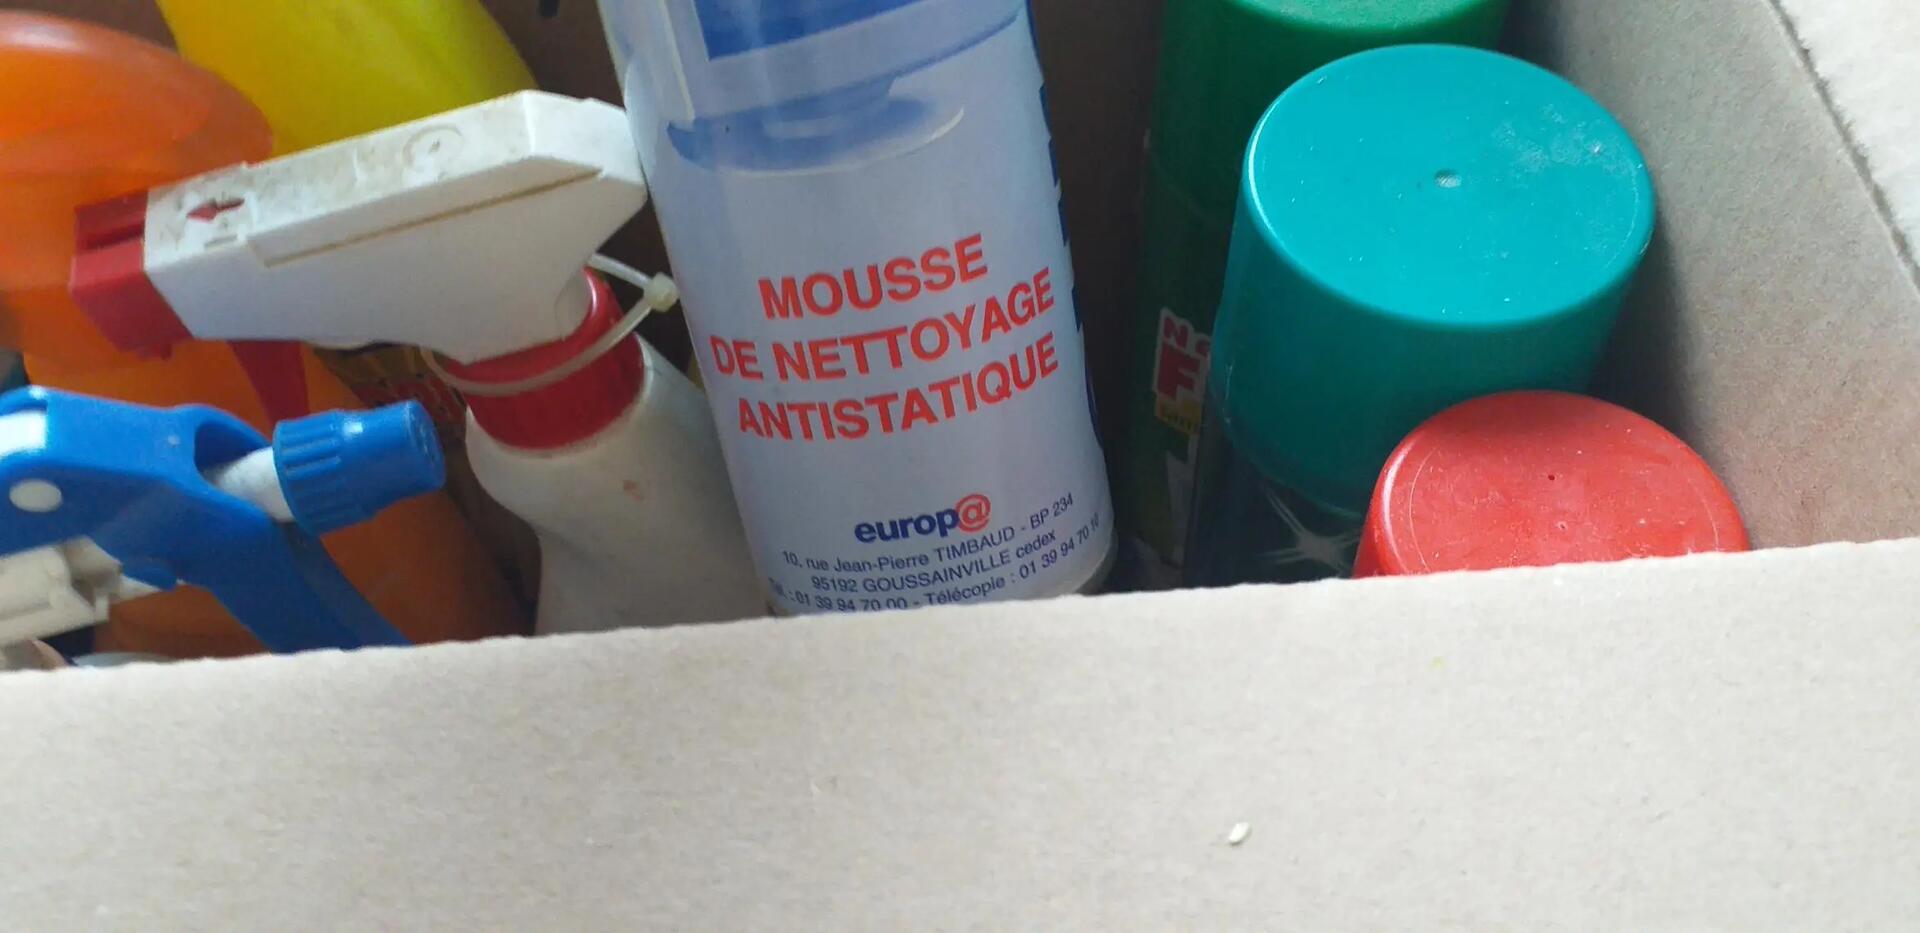 MOUSSE
DE NETTOYAGE
ANTISTATIQUE
europ@
10, rue Jean-Pierre TIMBAUD - BP 234
95192 GOUSSAINVILLE cedex
: 01 39 94 70 00 - Télécopie : 01 39 94 70 10